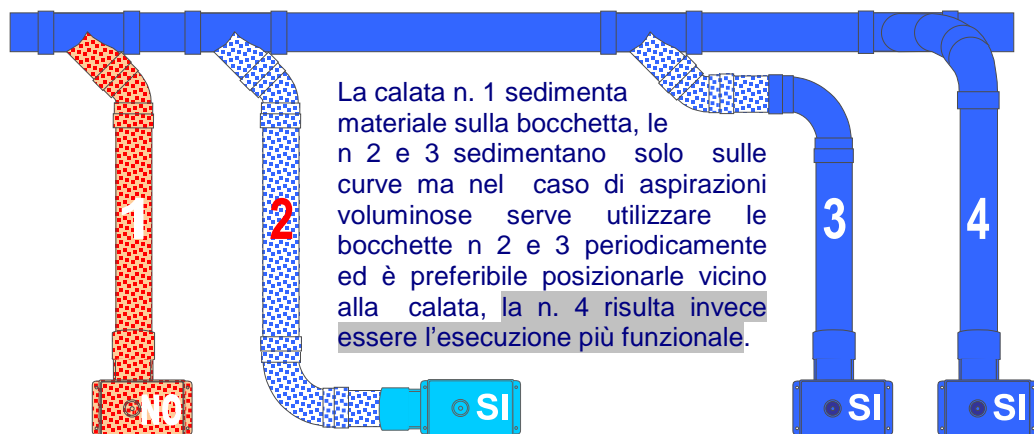 La calata n. 1 sedimenta
materiale sulla bocchetta, le
n 2 e 3 sedimentano solo sulle
curve ma nel caso di aspirazioni
voluminose serve utilizzare le
bocchette n 2 e 3 periodicamente
ed è preferibile posizionarle vicino
alla calata, la n. 4 risulta invece
essere l'esecuzione più funzionale.
1
2
3
4
NO
SI
SI
SI